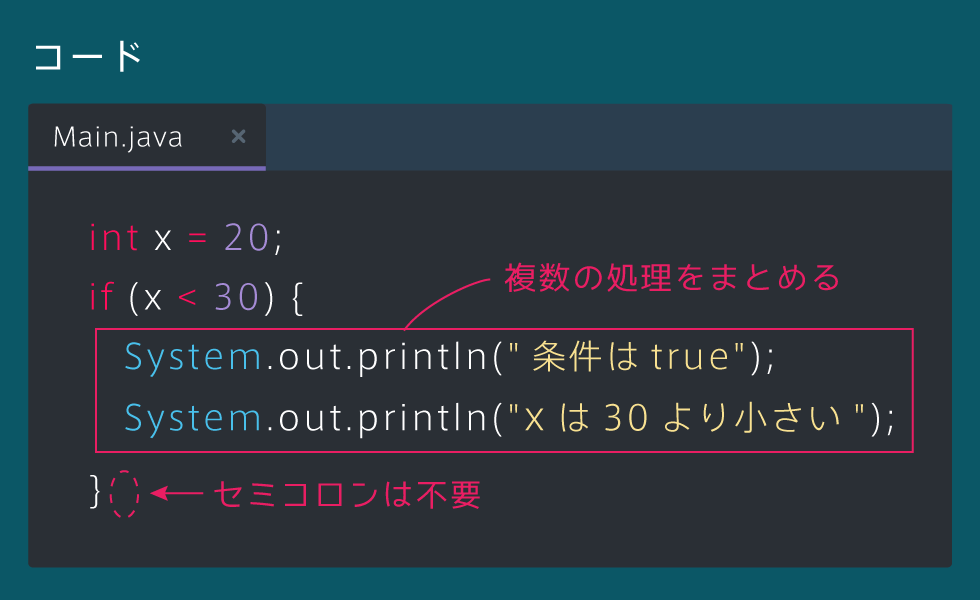 コード
Main.java ×
int x = 20;
複数の処理をまとめる
if (x < 30) {
System.out.println(" 条件は true");
System.out.println("X は 30 より小さい ");
}
セミコロンは不要